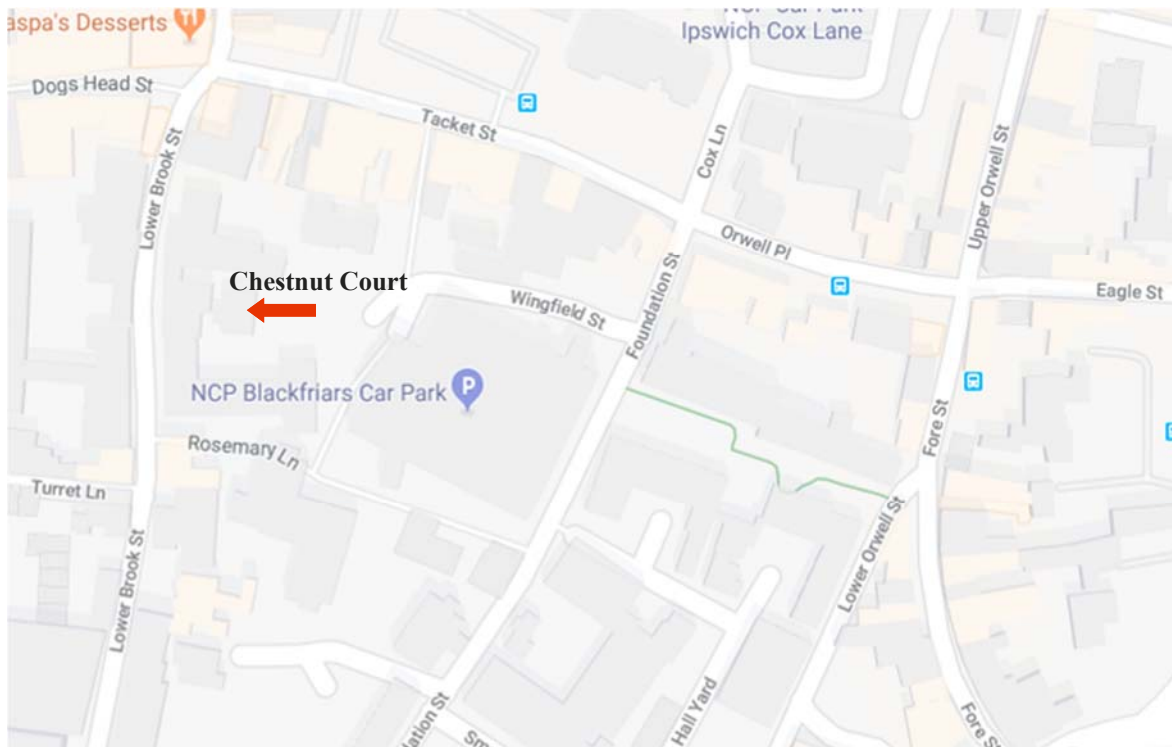 aspa's Desserts
Ipswich Cox Lane
Dogs Head St
Tacket St
Cox Ln
Upper Orwell St
Lower Brook St
Orwell Pl
Chestnut Court
Wingfield St
Foundation St
Eagle St
NCP Blackfriars Car Park
P
Rosemary Ln
Fore St
Turret Ln
Lower Orwell St
Lower Brook St
Hall Yard
dation St
Sm
Fore S